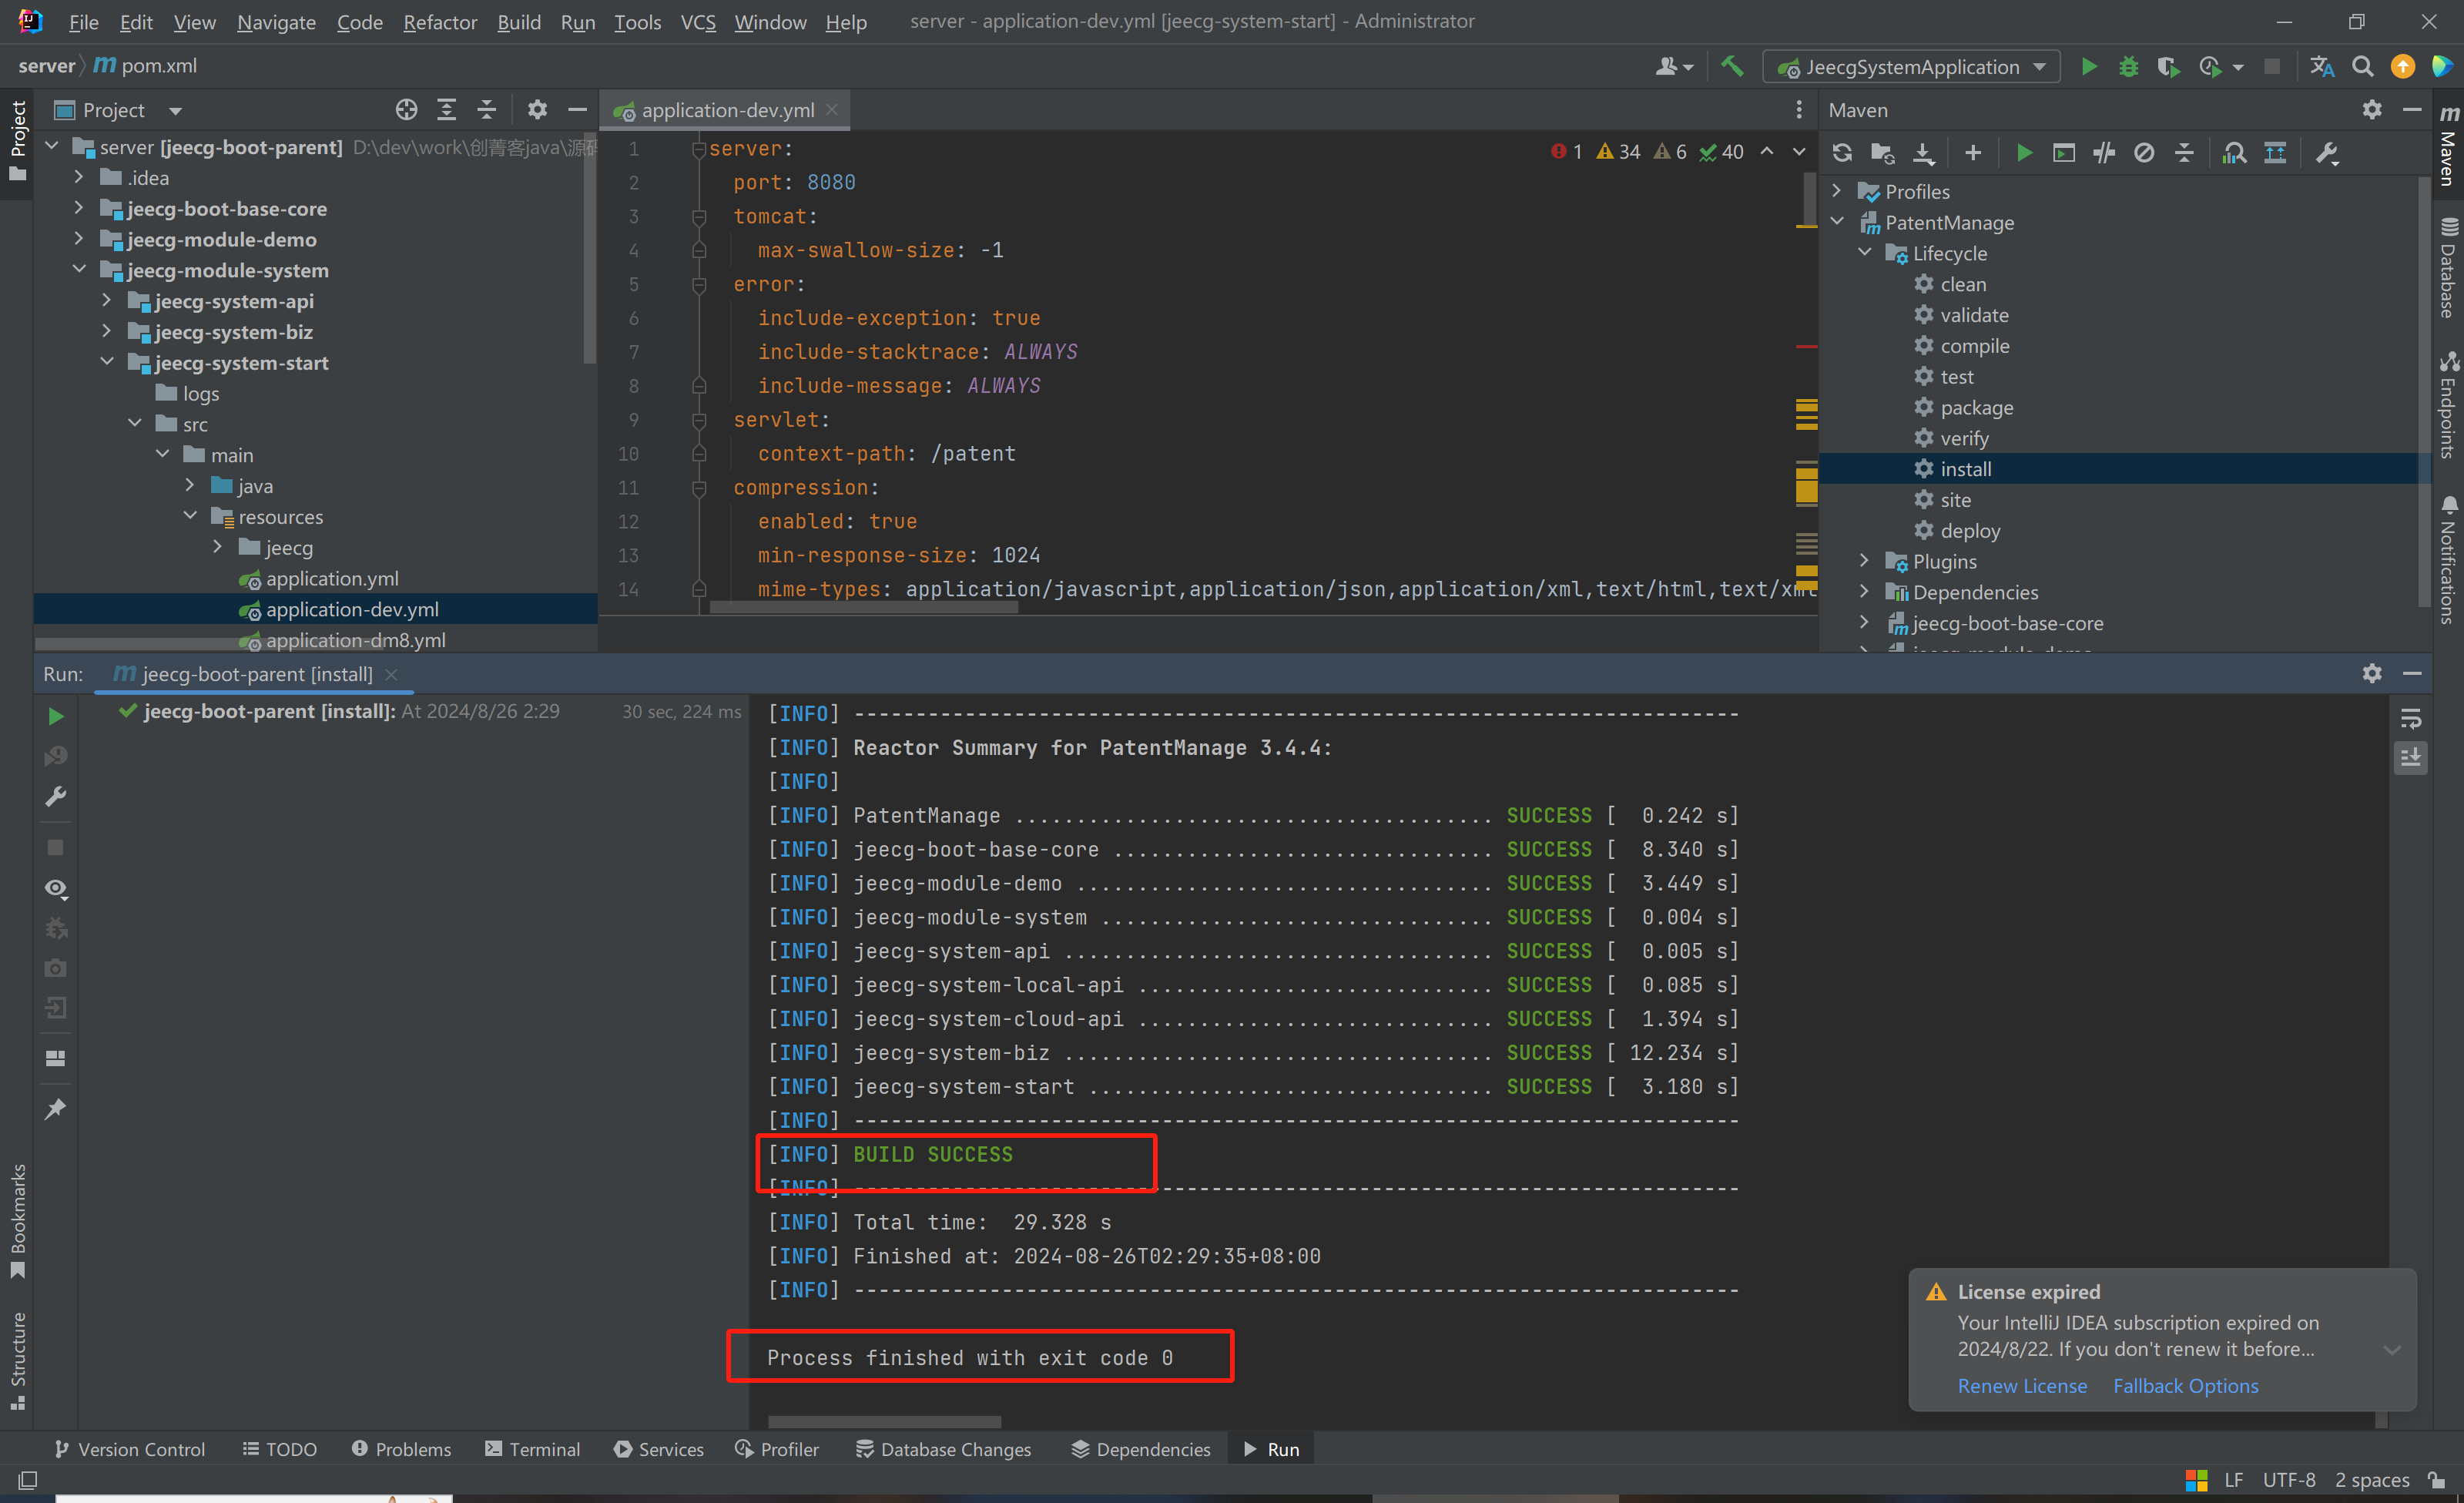 File Edit View Navigate Code Refactor Build Run Tools VCS Window Help server - application-dev.yml [jeecg-system-start] - Administrator
server m pom.xml
JeecgSystemApplication
Project
Project
application-dev.yml
Maven
server [jeecg-boot-parent] D:\dev\work\创菁客java\源码
.idea
jeecg-boot-base-core
jeecg-module-demo
jeecg-module-system
jeecg-system-api
jeecg-system-biz
jeecg-system-start
logs
src
main
java
resources
jeecg
application.yml
application-dev.yml
application-dm8.yml
1 server:
2 port: 8080
3 tomcat:
4 max-swallow-size: -1
5 error:
6 include-exception: true
7 include-stacktrace: ALWAYS
8 include-message: ALWAYS
9 servlet:
10 context-path: /patent
11 compression:
12 enabled: true
13 min-response-size: 1024
14 mime-types: application/javascript,application/json,application/xml,text/html,text/xml
1 34 6 40
Profiles
PatentManage
Lifecycle
clean
validate
compile
test
package
verify
install
site
deploy
Plugins
Dependencies
jeecg-boot-base-core
m Maven
Database
Endpoints
Notifications
Run: m jeecg-boot-parent [install]
jeecg-boot-parent [install]: At 2024/8/26 2:29 30 sec, 224 ms
[INFO] ------------------------------------------------------------------------
[INFO] Reactor Summary for PatentManage 3.4.4:
[INFO]
[INFO] PatentManage ....................................... SUCCESS [  0.242 s]
[INFO] jeecg-boot-base-core ............................... SUCCESS [  8.340 s]
[INFO] jeecg-module-demo .................................. SUCCESS [  3.449 s]
[INFO] jeecg-module-system ................................ SUCCESS [  0.004 s]
[INFO] jeecg-system-api ................................... SUCCESS [  0.005 s]
[INFO] jeecg-system-local-api ............................. SUCCESS [  0.085 s]
[INFO] jeecg-system-cloud-api ............................. SUCCESS [  1.394 s]
[INFO] jeecg-system-biz ................................... SUCCESS [ 12.234 s]
[INFO] jeecg-system-start ................................. SUCCESS [  3.180 s]
[INFO] ------------------------------------------------------------------------
[INFO] BUILD SUCCESS
[INFO] ------------------------------------------------------------------------
[INFO] Total time:  29.328 s
[INFO] Finished at: 2024-08-26T02:29:35+08:00
[INFO] ------------------------------------------------------------------------
Process finished with exit code 0
Bookmarks
Structure
License expired
Your IntelliJ IDEA subscription expired on
2024/8/22. If you don't renew it before...
Renew License Fallback Options
Version Control TODO Problems Terminal Services Profiler Database Changes Dependencies Run
LF UTF-8 2 spaces